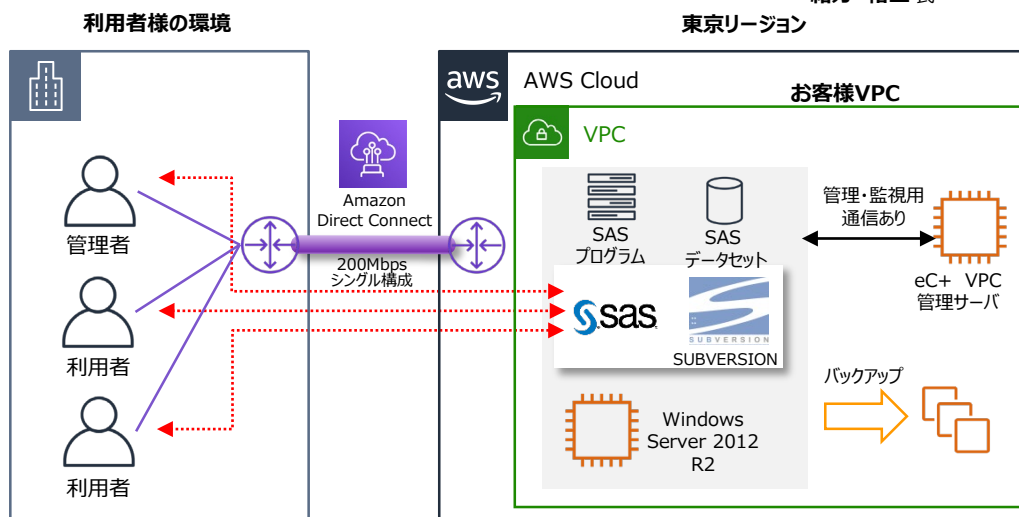 利用者様の環境
東京リージョン
aws
AWS Cloud
お客様VPC
VPC
Amazon
Direct Connect
200Mbps
シングル構成
管理者
利用者
利用者
SAS
プログラム
SAS
データセット
sas
SUBVERSION
SUBVERSION
Windows
Server 2012
R2
管理・監視用
通信あり
eC+ VPC
管理サーバ
バックアップ